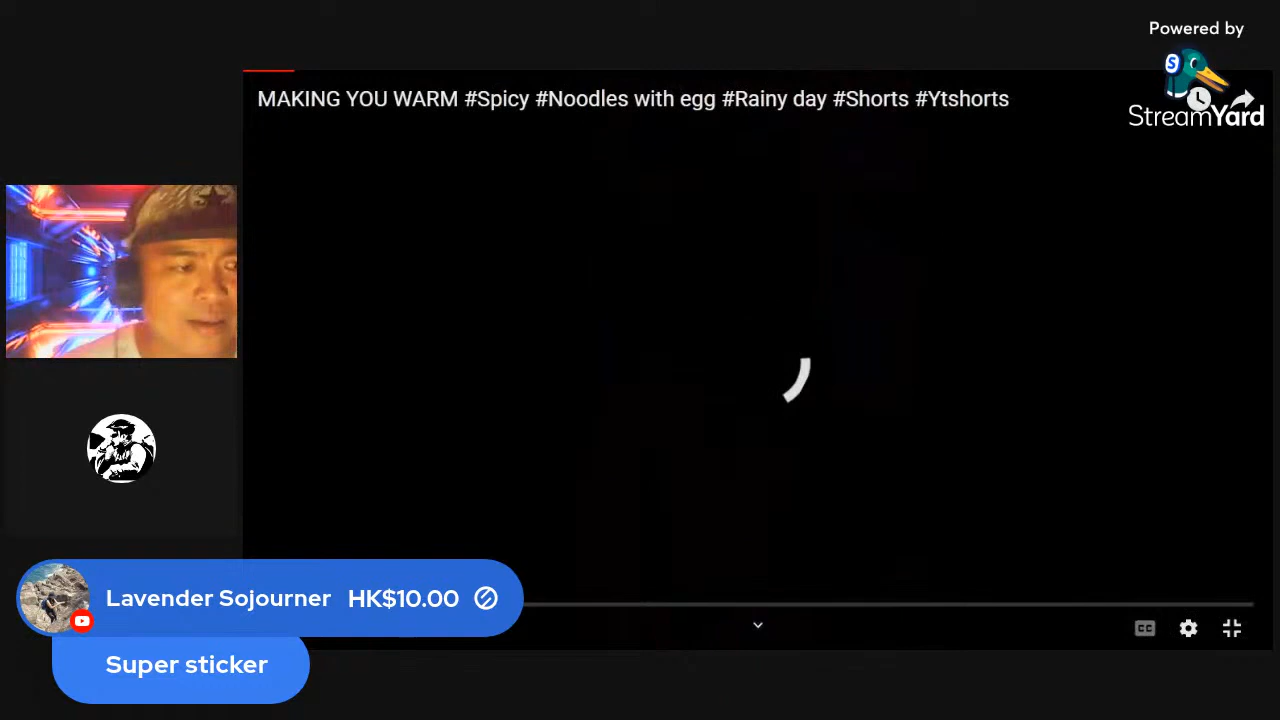 Powered by
MAKING YOU WARM #Spicy #Noodles with egg #Rainy day #Shorts #Ytshorts
S
StreamYard
Lavender Sojourner HK$10.00
CC
Super sticker